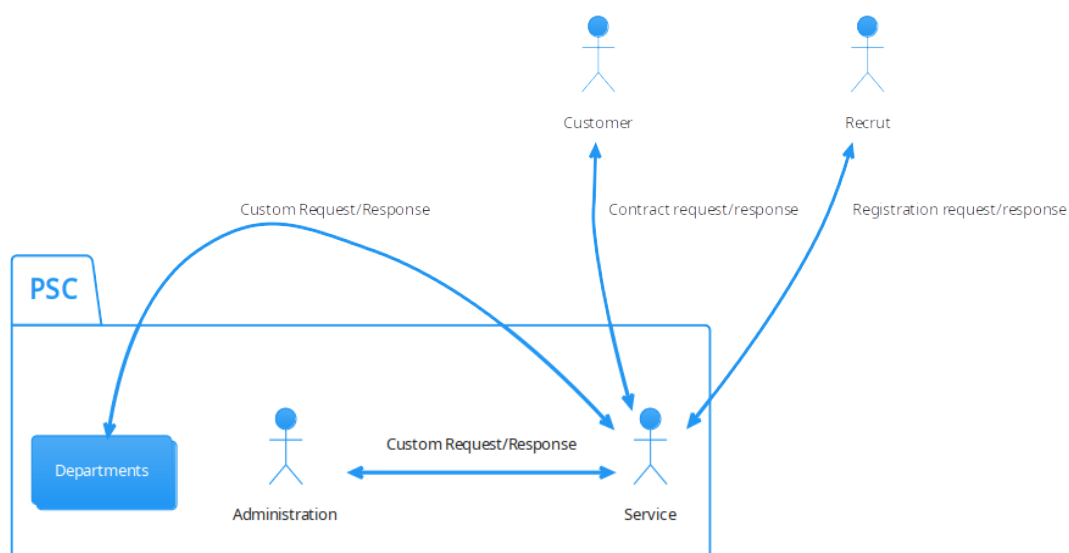 Customer
Recrut
Custom Request/Response
Contract request/response
Registration request/response
PSC
Custom Request/Response
Departments
Administration
Service